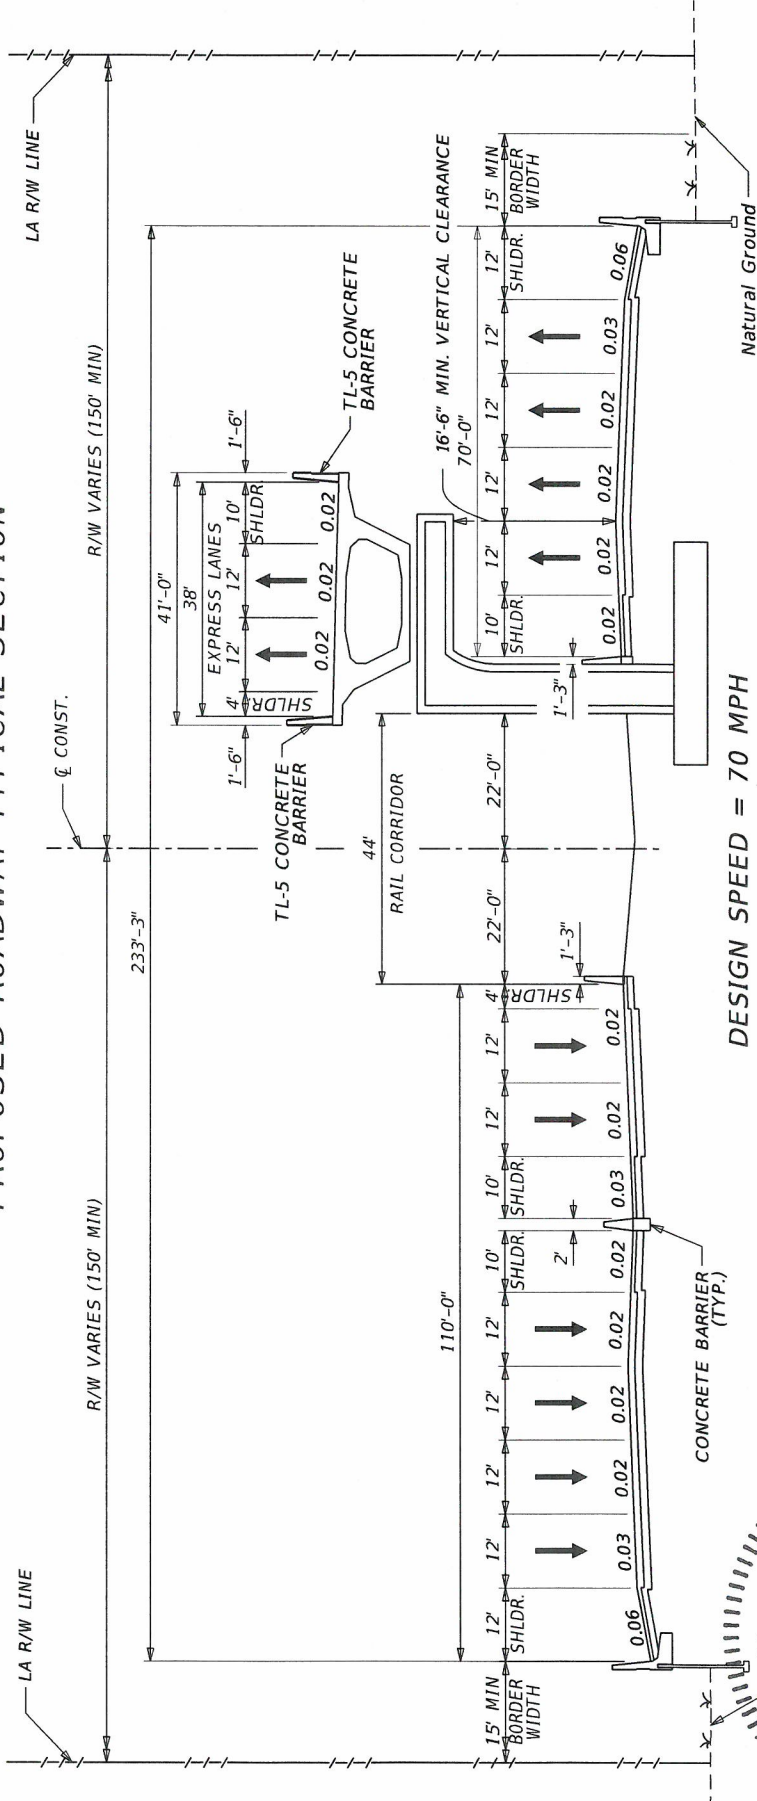 LA R/W LINE
LA R/W LINE
R/W VARIES (150' MIN)
℄ CONST.
R/W VARIES (150' MIN)
233'-3"
41'-0"
38'
1'-6"
EXPRESS LANES
1'-6"
4'
12'
12'
10'
SHLDR.
SHLDR.
0.02
0.02
0.02
TL-5 CONCRETE
BARRIER
TL-5 CONCRETE
BARRIER
44'
RAIL CORRIDOR
16'-6" MIN. VERTICAL CLEARANCE
110'-0"
70'-0"
15' MIN
BORDER
WIDTH
12'
SHLDR.
12'
12'
12'
12'
10'
SHLDR.
10'
SHLDR.
12'
12'
4'
SHLDR.
22'-0"
22'-0"
10'
SHLDR.
12'
12'
12'
12'
12'
SHLDR.
15' MIN
BORDER
WIDTH
2'
1'-3"
1'-3"
0.06
0.03
0.02
0.02
0.02
0.02
0.03
0.02
0.02
0.02
0.02
0.02
0.02
0.03
0.06
CONCRETE BARRIER
(TYP.)
Natural Ground
DESIGN SPEED = 70 MPH